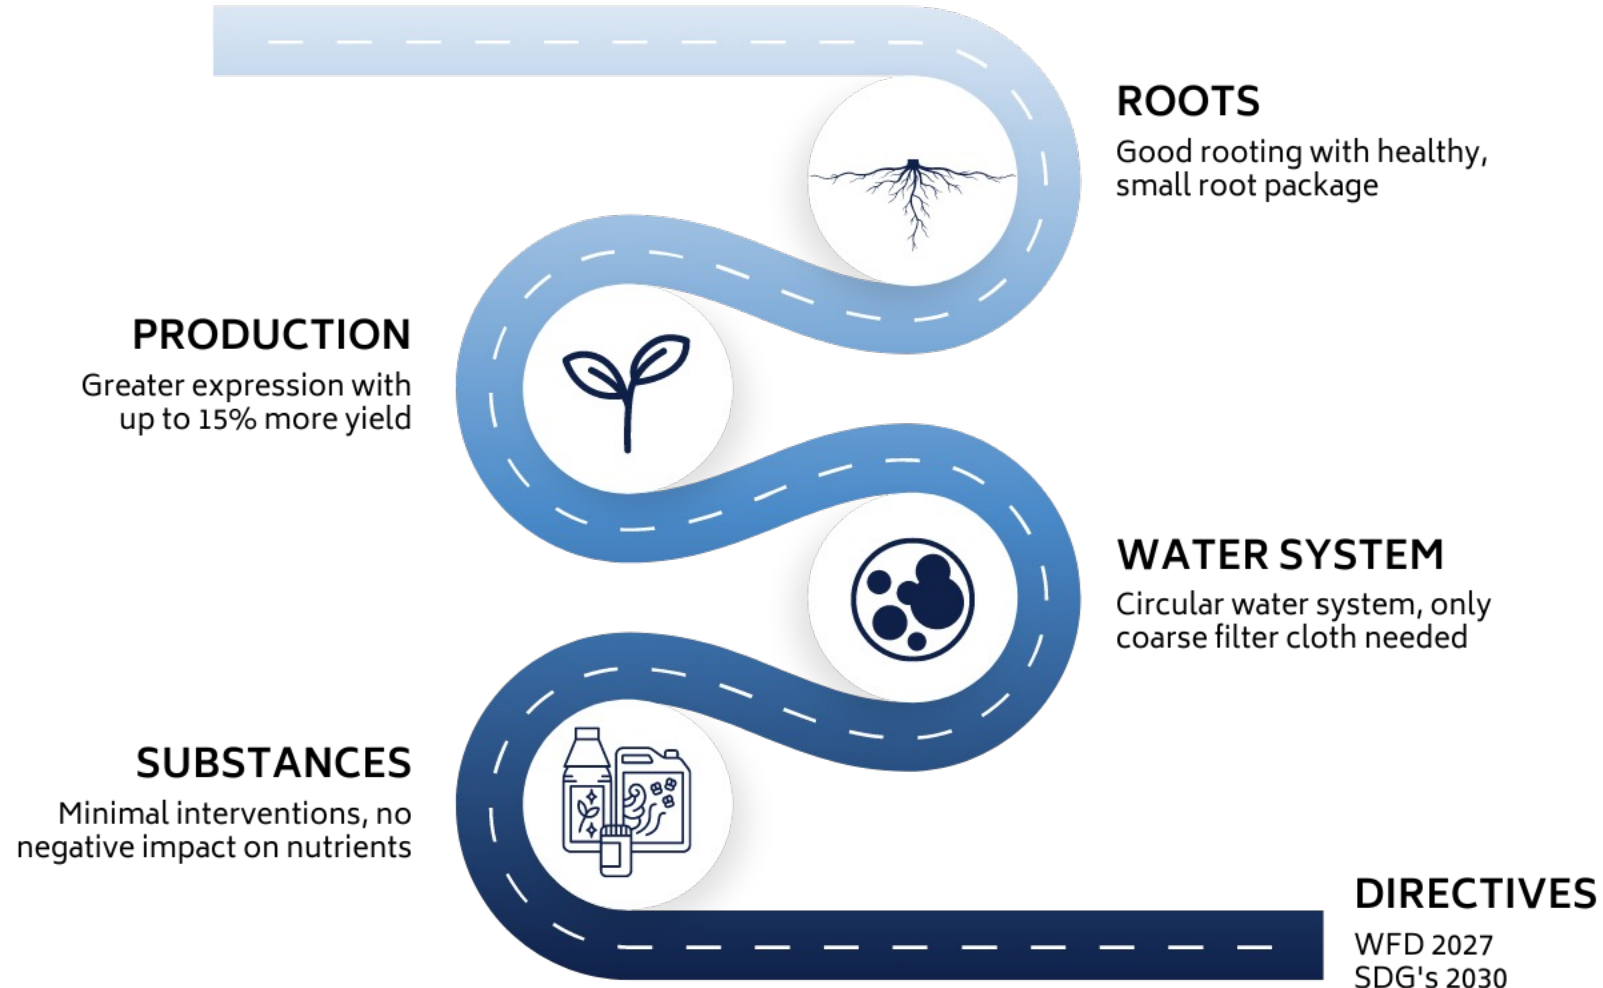 ROOTS
Good rooting with healthy,
small root package
PRODUCTION
Greater expression with
up to 15% more yield
WATER SYSTEM
Circular water system, only
coarse filter cloth needed
SUBSTANCES
Minimal interventions, no
negative impact on nutrients
DIRECTIVES
WFD 2027
SDG's 2030